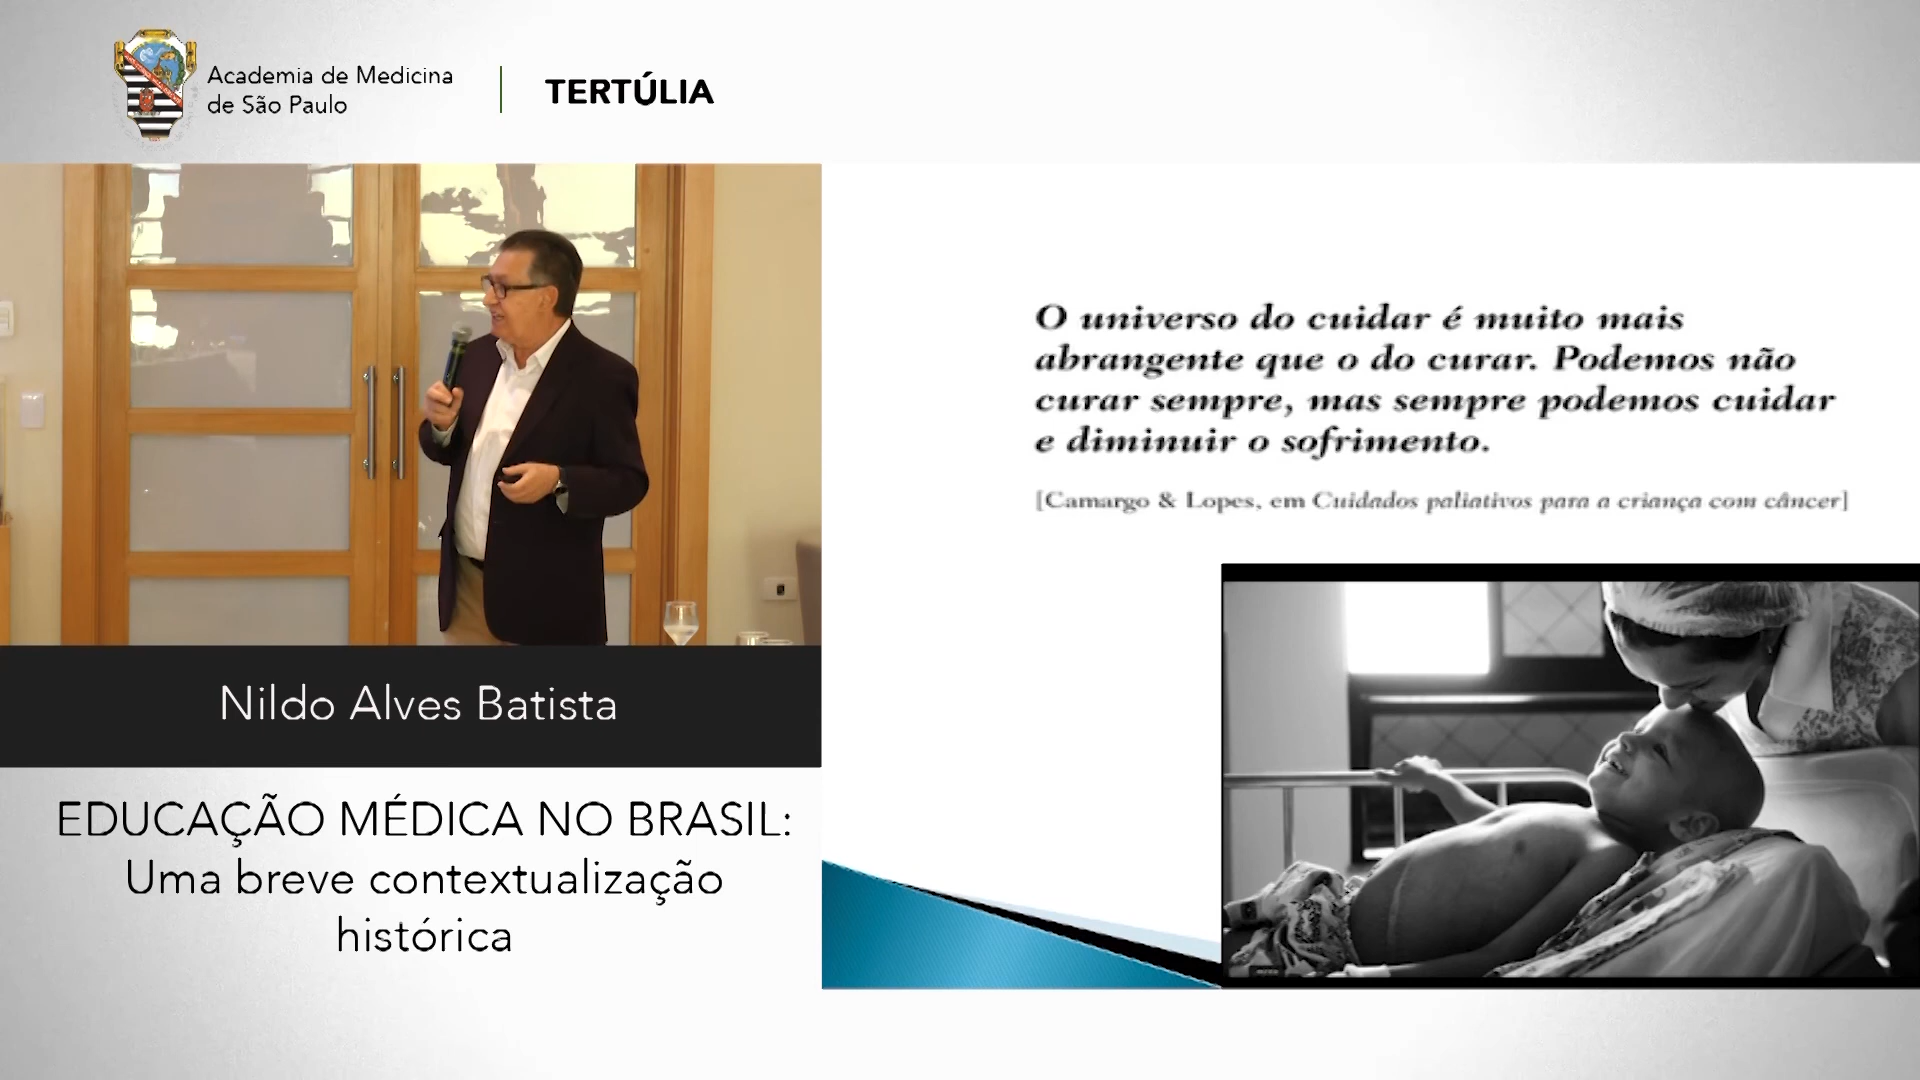 Academia de Medicina
de São Paulo
TERTÚLIA
O universo do cuidar é muito mais
abrangente que o do curar. Podemos não
curar sempre, mas sempre podemos cuidar
e diminuir o sofrimento.
[Camargo & Lopes, em Cuidados paliativos para a criança com câncer]
Nildo Alves Batista
EDUCAÇÃO MÉDICA NO BRASIL:
Uma breve contextualização
histórica